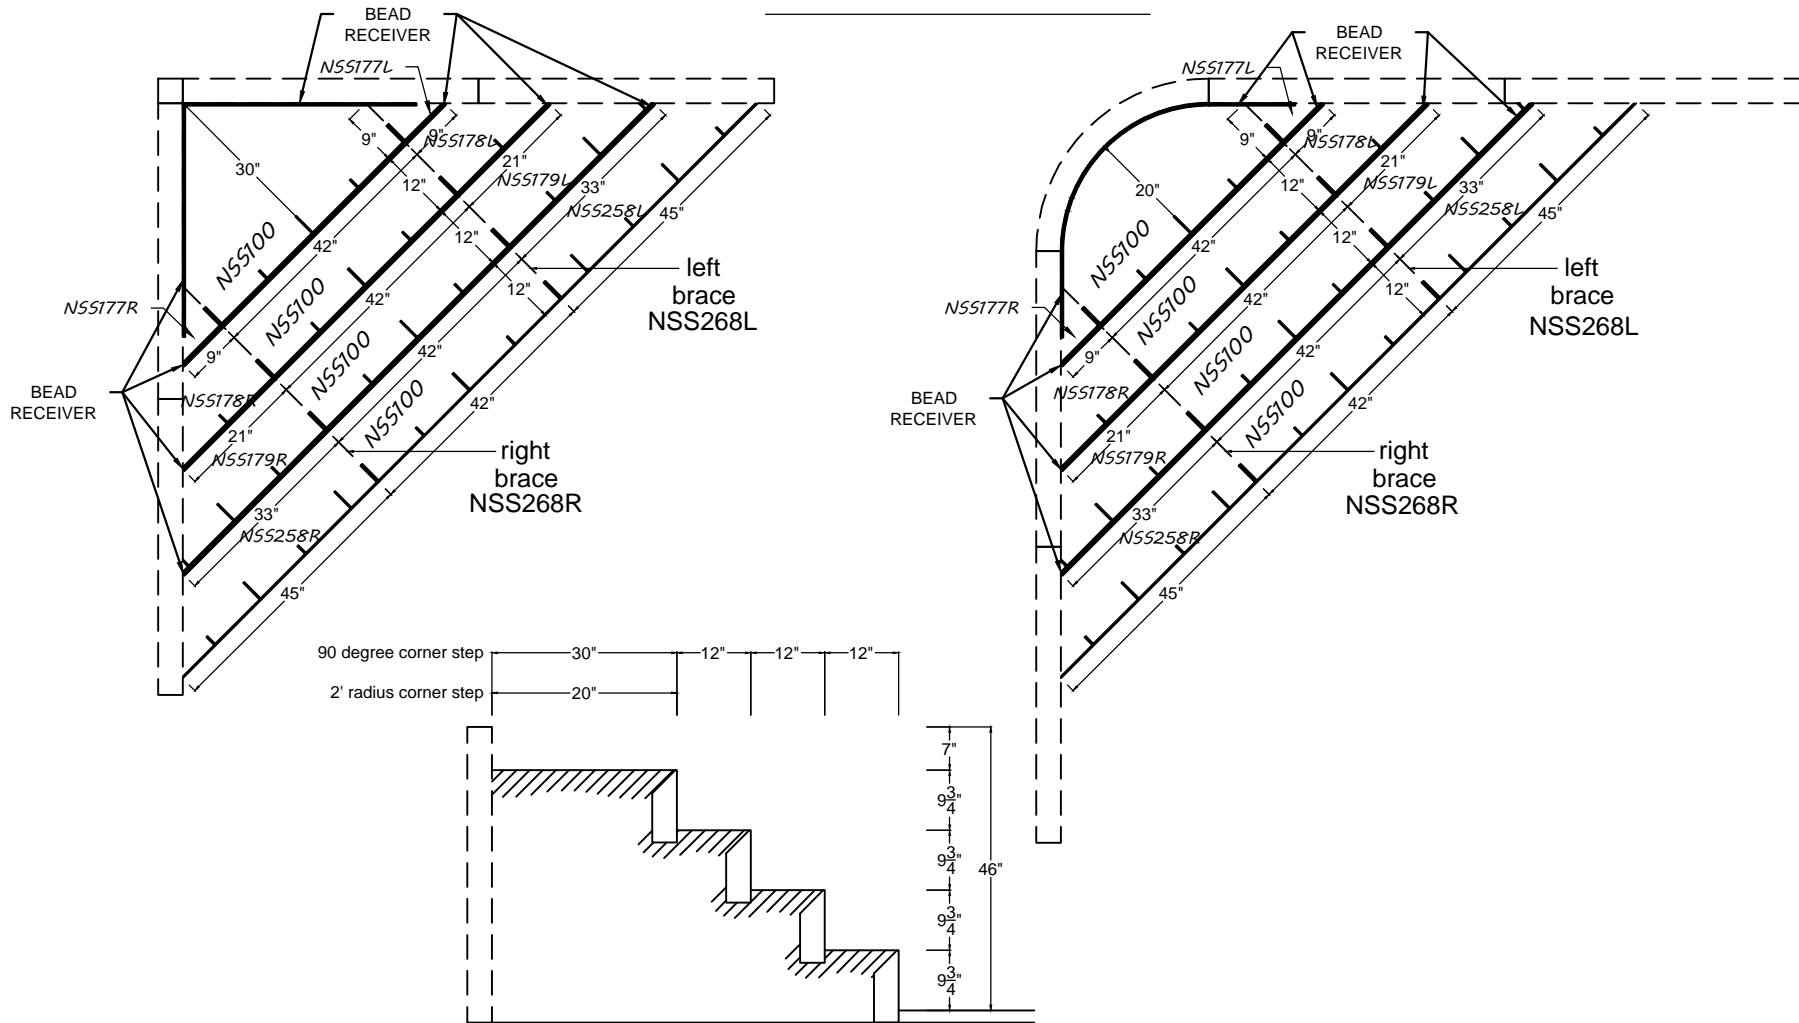 BEAD
RECEIVER
NSS177L
9"
9"
NSS178L
30"
12"
21"
NSS179L
33"
NSS258L
45"
NSS100
42"
12"
NSS100
42"
12"
left
brace
NSS268L
NSS177R
9"
NSS100
42"
BEAD
RECEIVER
NSS178R
NSS100
42"
21"
NSS179R
right
brace
NSS268R
33"
NSS258R
45"
BEAD
RECEIVER
NSS177L
9"
9"
NSS178L
20"
12"
21"
NSS179L
33"
NSS258L
45"
NSS100
42"
12"
NSS100
42"
12"
left
brace
NSS268L
NSS177R
9"
NSS100
42"
BEAD
RECEIVER
NSS178R
NSS100
42"
21"
NSS179R
right
brace
NSS268R
33"
NSS258R
45"
90 degree corner step
30"
12"
12"
12"
2' radius corner step
20"
7"
9 3/4"
9 3/4"
46"
9 3/4"
9 3/4"